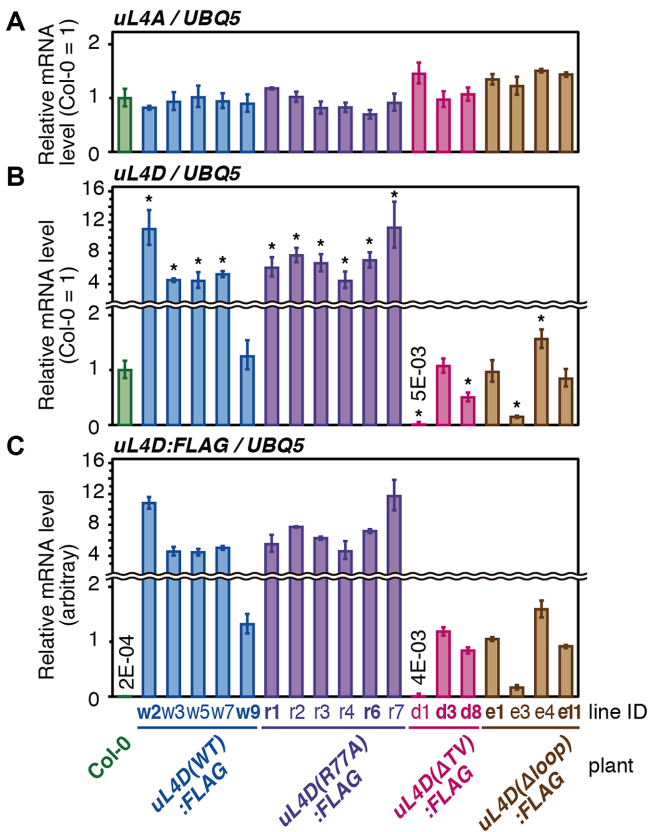 A
uL4A / UBQ5
Relative mRNA
level (Col-0 = 1)
2
1
0
B
uL4D / UBQ5
Relative mRNA level
(Col-0 = 1)
16
12
8
4
2
1
0
* * * * * * * * * * *
* 5E-03 * * *
C
uL4D:FLAG / UBQ5
Relative mRNA level
(arbitray)
16
12
8
4
2
1
0
2E-04
4E-03
w2 w3 w5 w7 w9 r1 r2 r3 r4 r6 r7 d1 d3 d8 e1 e3 e4 e11 line ID
Col-0
uL4D(WT)
:FLAG
uL4D(R77A)
:FLAG
uL4D(ΔTV)
:FLAG
uL4D(Δloop)
:FLAG
plant